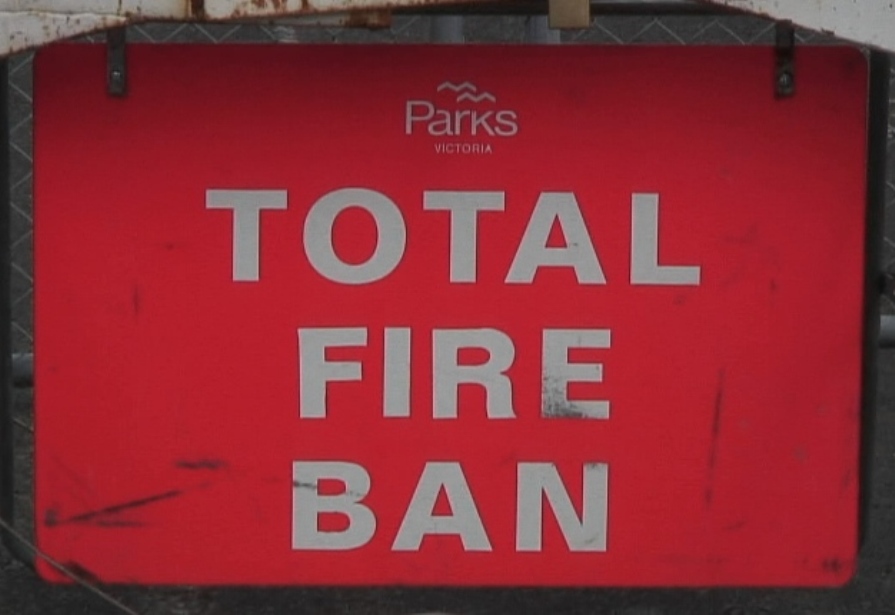 Parks
VICTORIA
TOTAL
FIRE
BAN